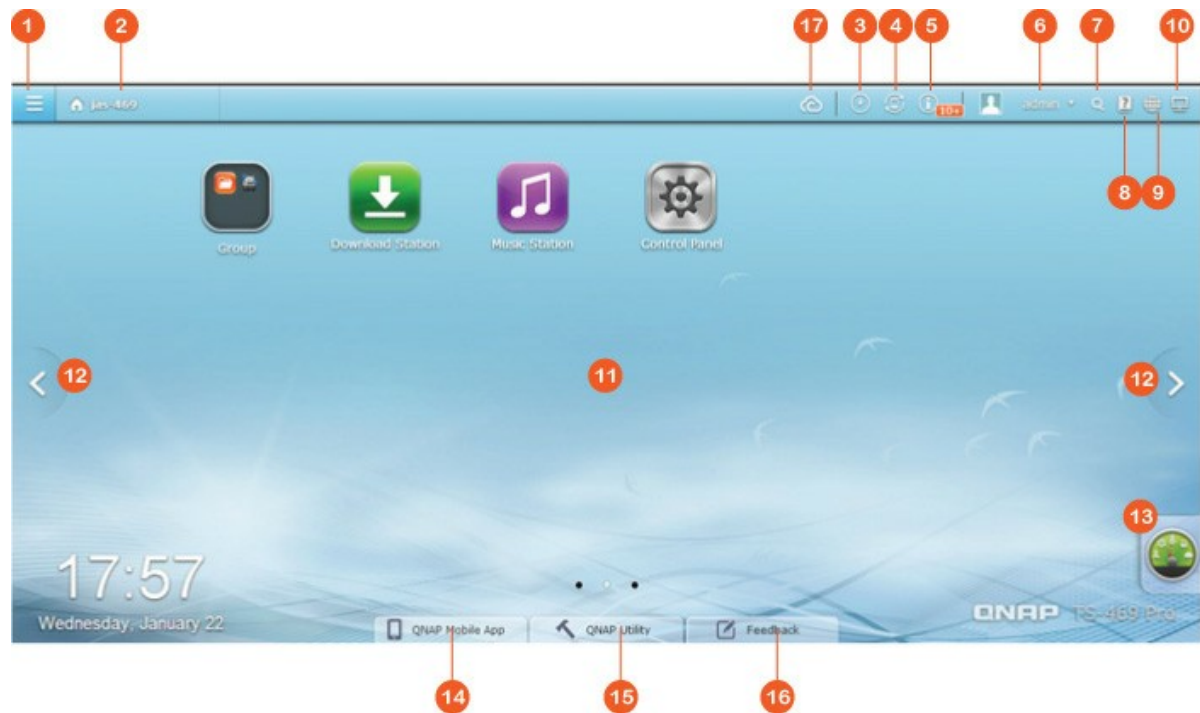 1 2 17 3 4 5 6 7 10
jas-469 10+ admin
8 9
Group Download Station Music Station Control Panel
12 11 12
13
17:57
Wednesday, January 22
QNAP TS-469 Pro
QNAP Mobile App QNAP Utility Feedback
14 15 16